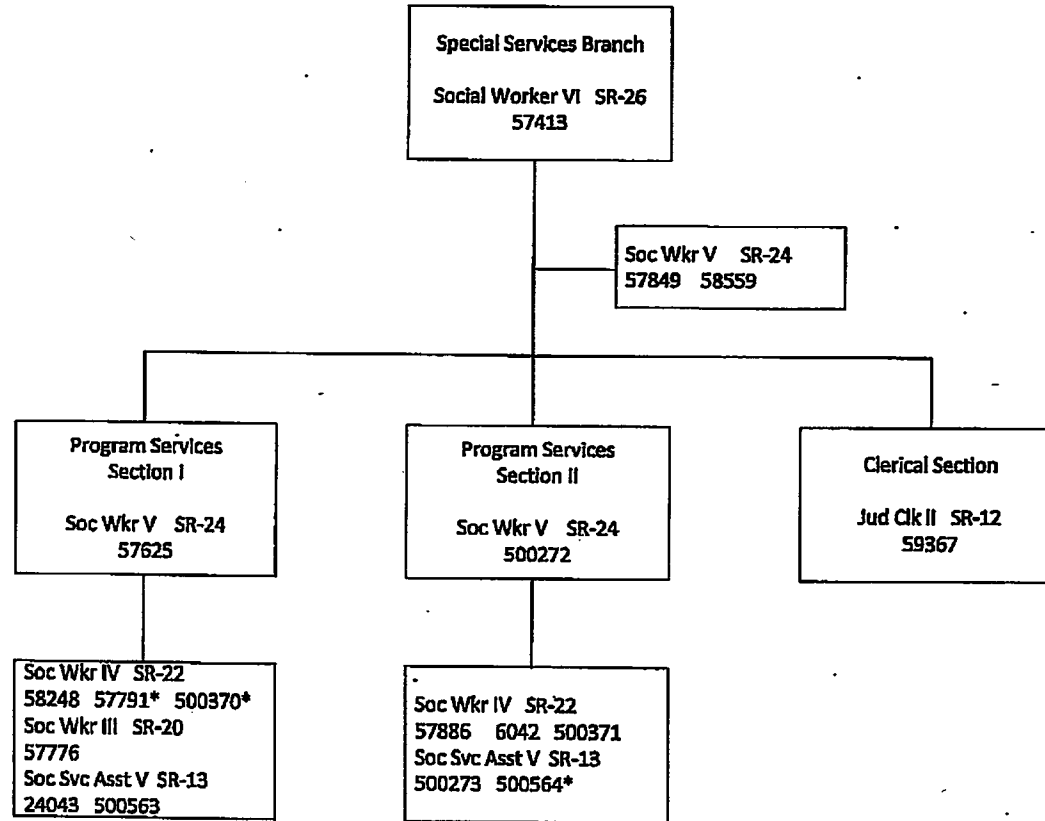 Special Services Branch
Social Worker VI SR-26
57413
Soc Wkr V SR-24
57849 58559
Program Services
Section I
Soc Wkr V SR-24
57625
Program Services
Section II
Soc Wkr V SR-24
500272
Clerical Section
Jud Clk II SR-12
59367
Soc Wkr IV SR-22
58248 57791* 500370*
Soc Wkr III SR-20
57776
Soc Svc Asst V SR-13
24043 500563
Soc Wkr IV SR-22
57886 6042 500371
Soc Svc Asst V SR-13
500273 500564*